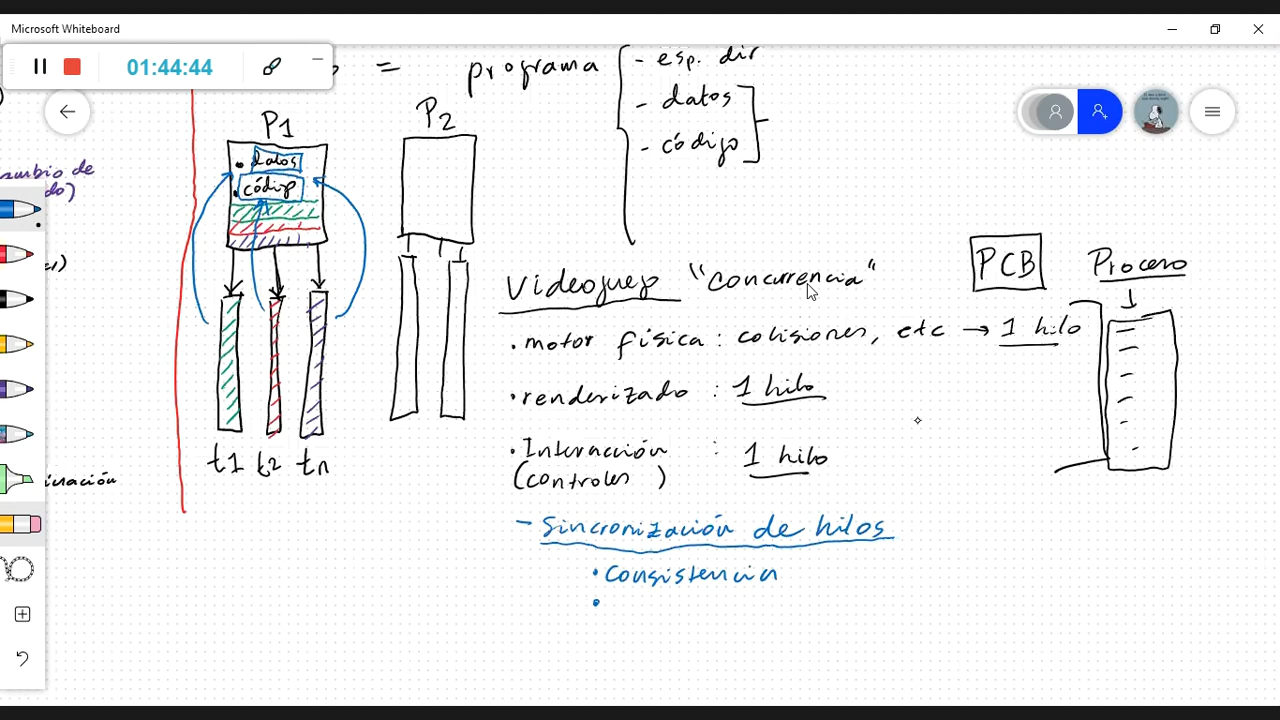 Microsoft Whiteboard
01:44:44
= programa
- esp. dir
- datos
- código
P1
P2
• datos
• código
t1 t2 tn
Videojuego "Concurrencia"
• motor física : colisiones, etc → 1 hilo
• renderizado : 1 hilo
• Interacción : 1 hilo
(controles)
- Sincronización de hilos
• Consistencia
•
PCB
Proceso